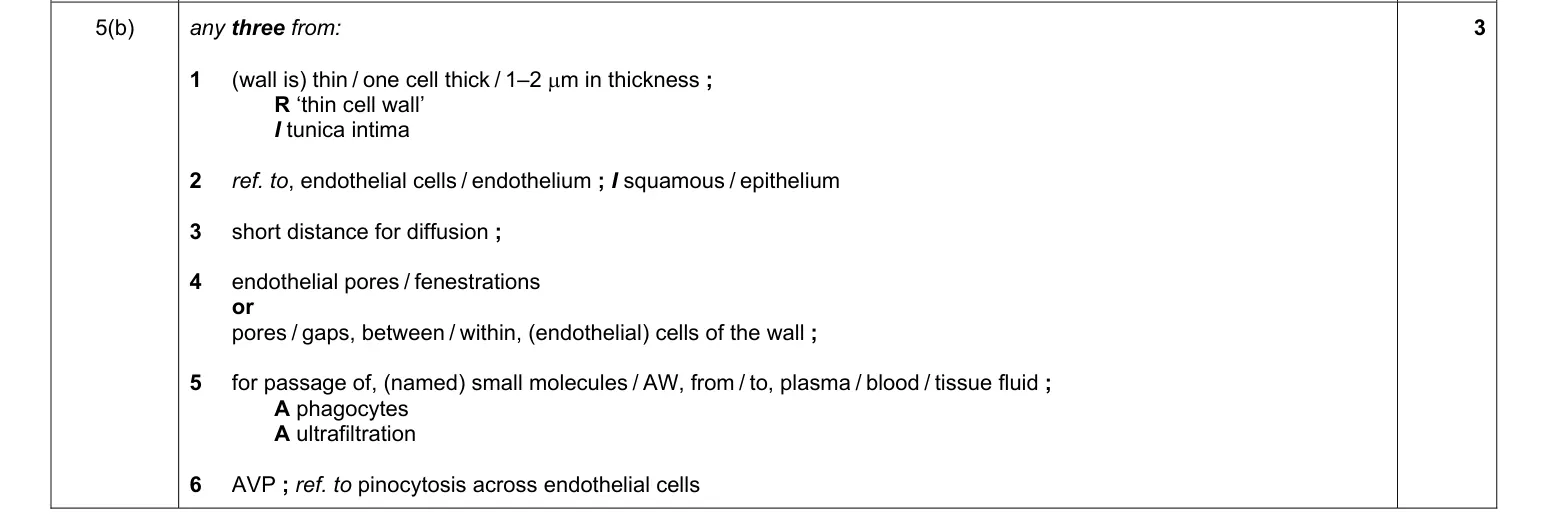 5(b) any three from: 3
1 (wall is) thin / one cell thick / 1–2 μm in thickness ;
R ‘thin cell wall’
I tunica intima
2 ref. to, endothelial cells / endothelium ; I squamous / epithelium
3 short distance for diffusion ;
4 endothelial pores / fenestrations
or
pores / gaps, between / within, (endothelial) cells of the wall ;
5 for passage of, (named) small molecules / AW, from / to, plasma / blood / tissue fluid ;
A phagocytes
A ultrafiltration
6 AVP ; ref. to pinocytosis across endothelial cells